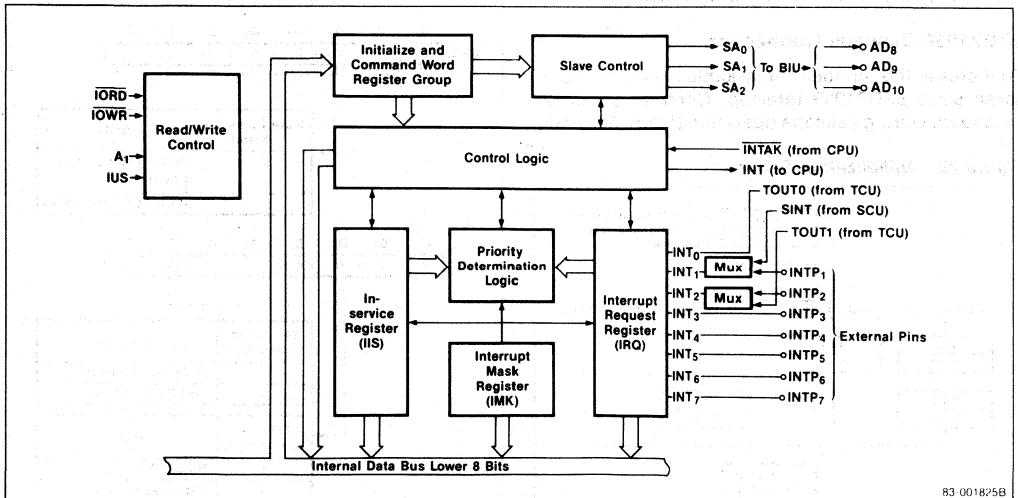 Initialize and
Command Word
Register Group
Slave Control
SA0
SA1
SA2
To BIU
AD8
AD9
AD10
IORD
IOWR
A1
IUS
Read/Write
Control
Control Logic
INTAK (from CPU)
INT (to CPU)
TOUT0 (from TCU)
SINT (from SCU)
TOUT1 (from TCU)
In-
service
Register
(IIS)
Priority
Determination
Logic
Interrupt
Mask
Register
(IMK)
Interrupt
Request
Register
(IRQ)
INT0
INT1
Mux
INTP1
INT2
Mux
INTP2
INT3
INTP3
INT4
INTP4
INT5
INTP5
INT6
INTP6
INT7
INTP7
External Pins
Internal Data Bus Lower 8 Bits
83-001825B